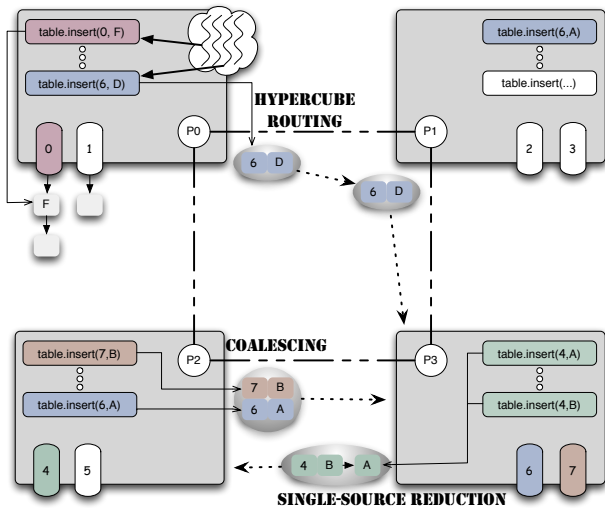 table.insert(0, F)
table.insert(6, D)
0
1
F
P0
HYPERCUBE
ROUTING
6 D
6 D
P1
table.insert(6,A)
table.insert(...)
2
3
table.insert(7,B)
table.insert(6,A)
4
5
P2
COALESCING
7 B
6 A
P3
table.insert(4,A)
table.insert(4,B)
4 B A
6
7
SINGLE-SOURCE REDUCTION